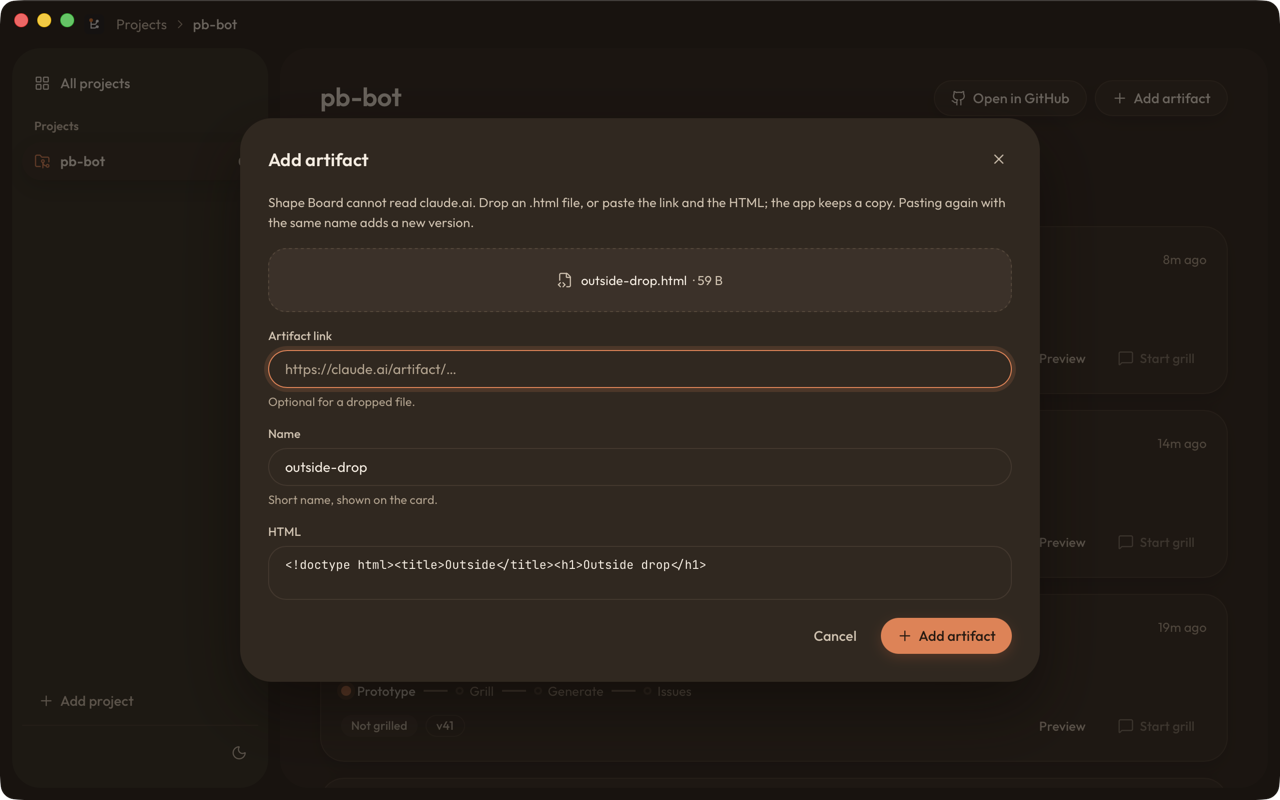 Projects > pb-bot
All projects
Projects
pb-bot
Add project
pb-bot
Open in GitHub
Add artifact
8m ago
Preview
Start grill
14m ago
Preview
Start grill
19m ago
Prototype
Grill
Generate
Issues
Not grilled
v41
Preview
Start grill
Add artifact
Shape Board cannot read claude.ai. Drop an .html file, or paste the link and the HTML; the app keeps a copy. Pasting again with
the same name adds a new version.
outside-drop.html · 59 B
Artifact link
https://claude.ai/artifact/...
Optional for a dropped file.
Name
outside-drop
Short name, shown on the card.
HTML
<!doctype html><title>Outside</title><h1>Outside drop</h1>
Cancel
Add artifact